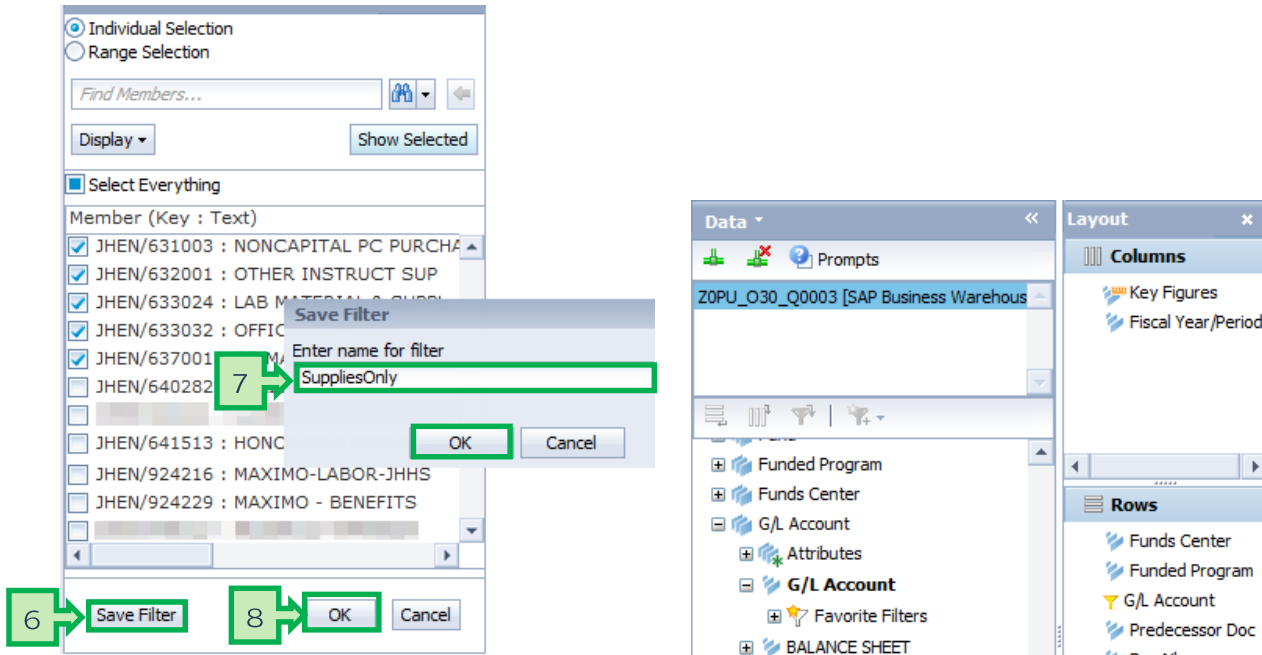 Individual Selection
Range Selection
Find Members...
Display
Show Selected
Select Everything
Member (Key : Text)
JHEN/631003 : NONCAPITAL PC PURCHA
JHEN/632001 : OTHER INSTRUCT SUP
JHEN/633024 : LAB MATERIAL & SUPPL
JHEN/633032 : OFFIC
JHEN/637001
JHEN/640282
JHEN/641513 : HONO
JHEN/924216 : MAXIMO-LABOR-JHHS
JHEN/924229 : MAXIMO - BENEFITS
Save Filter
Enter name for filter
7
SuppliesOnly
OK
Cancel
6
Save Filter
8
OK
Cancel
Data
Prompts
Z0PU_O30_Q0003 [SAP Business Warehous
Funded Program
Funds Center
G/L Account
Attributes
G/L Account
Favorite Filters
BALANCE SHEET
Layout
Columns
Key Figures
Fiscal Year/Period
Rows
Funds Center
Funded Program
G/L Account
Predecessor Doc